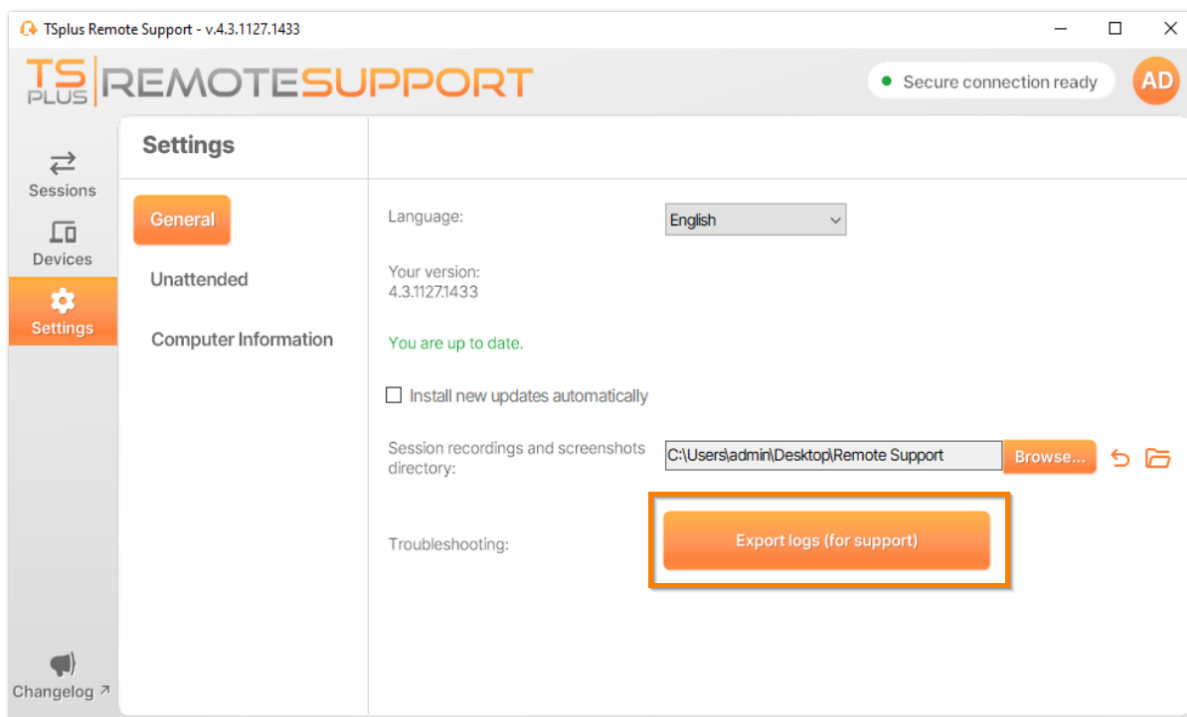 TSplus Remote Support - v.4.3.1127.1433
TS PLUS REMOTESUPPORT
Secure connection ready
AD
Sessions
Devices
Settings
Changelog ↗
Settings
General
Unattended
Computer Information
Language:
English
Your version:
4.3.1127.1433
You are up to date.
Install new updates automatically
Session recordings and screenshots
directory:
C:\Users\admin\Desktop\Remote Support
Browse...
Troubleshooting:
Export logs (for support)